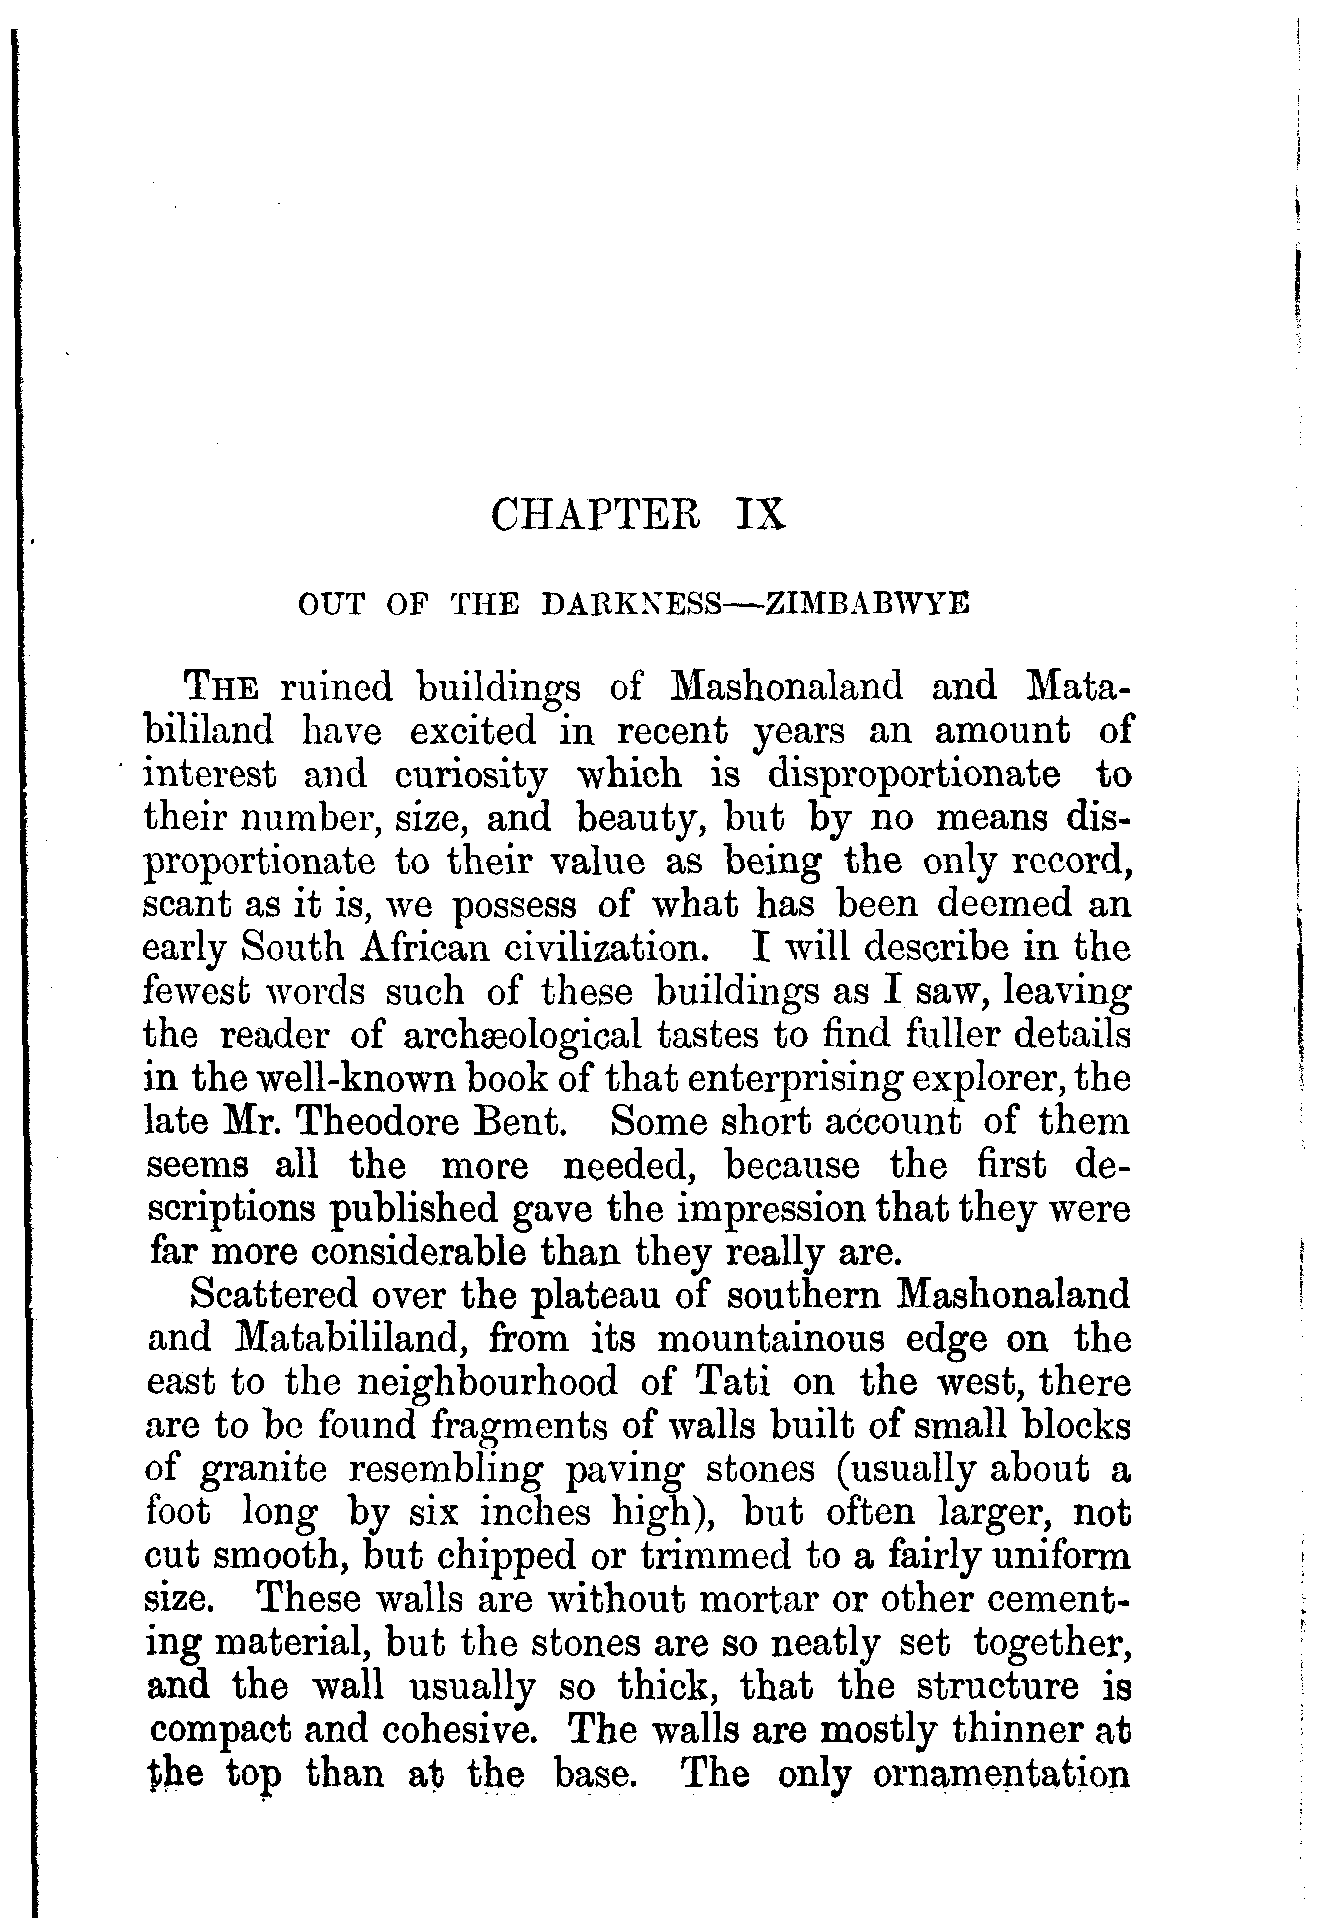 CHAPTER IX
OUT OF THE DARKNESS—ZIMBABWYE
THE ruined buildings of Mashonaland and Mata-
bililand have excited in recent years an amount of
interest and curiosity which is disproportionate to
their number, size, and beauty, but by no means dis-
proportionate to their value as being the only record,
scant as it is, we possess of what has been deemed an
early South African civilization. I will describe in the
fewest words such of these buildings as I saw, leaving
the reader of archæological tastes to find fuller details
in the well-known book of that enterprising explorer, the
late Mr. Theodore Bent. Some short account of them
seems all the more needed, because the first de-
scriptions published gave the impression that they were
far more considerable than they really are.
Scattered over the plateau of southern Mashonaland
and Matabililand, from its mountainous edge on the
east to the neighbourhood of Tati on the west, there
are to be found fragments of walls built of small blocks
of granite resembling paving stones (usually about a
foot long by six inches high), but often larger, not
cut smooth, but chipped or trimmed to a fairly uniform
size. These walls are without mortar or other cement-
ing material, but the stones are so neatly set together,
and the wall usually so thick, that the structure is
compact and cohesive. The walls are mostly thinner at
the top than at the base. The only ornamentation